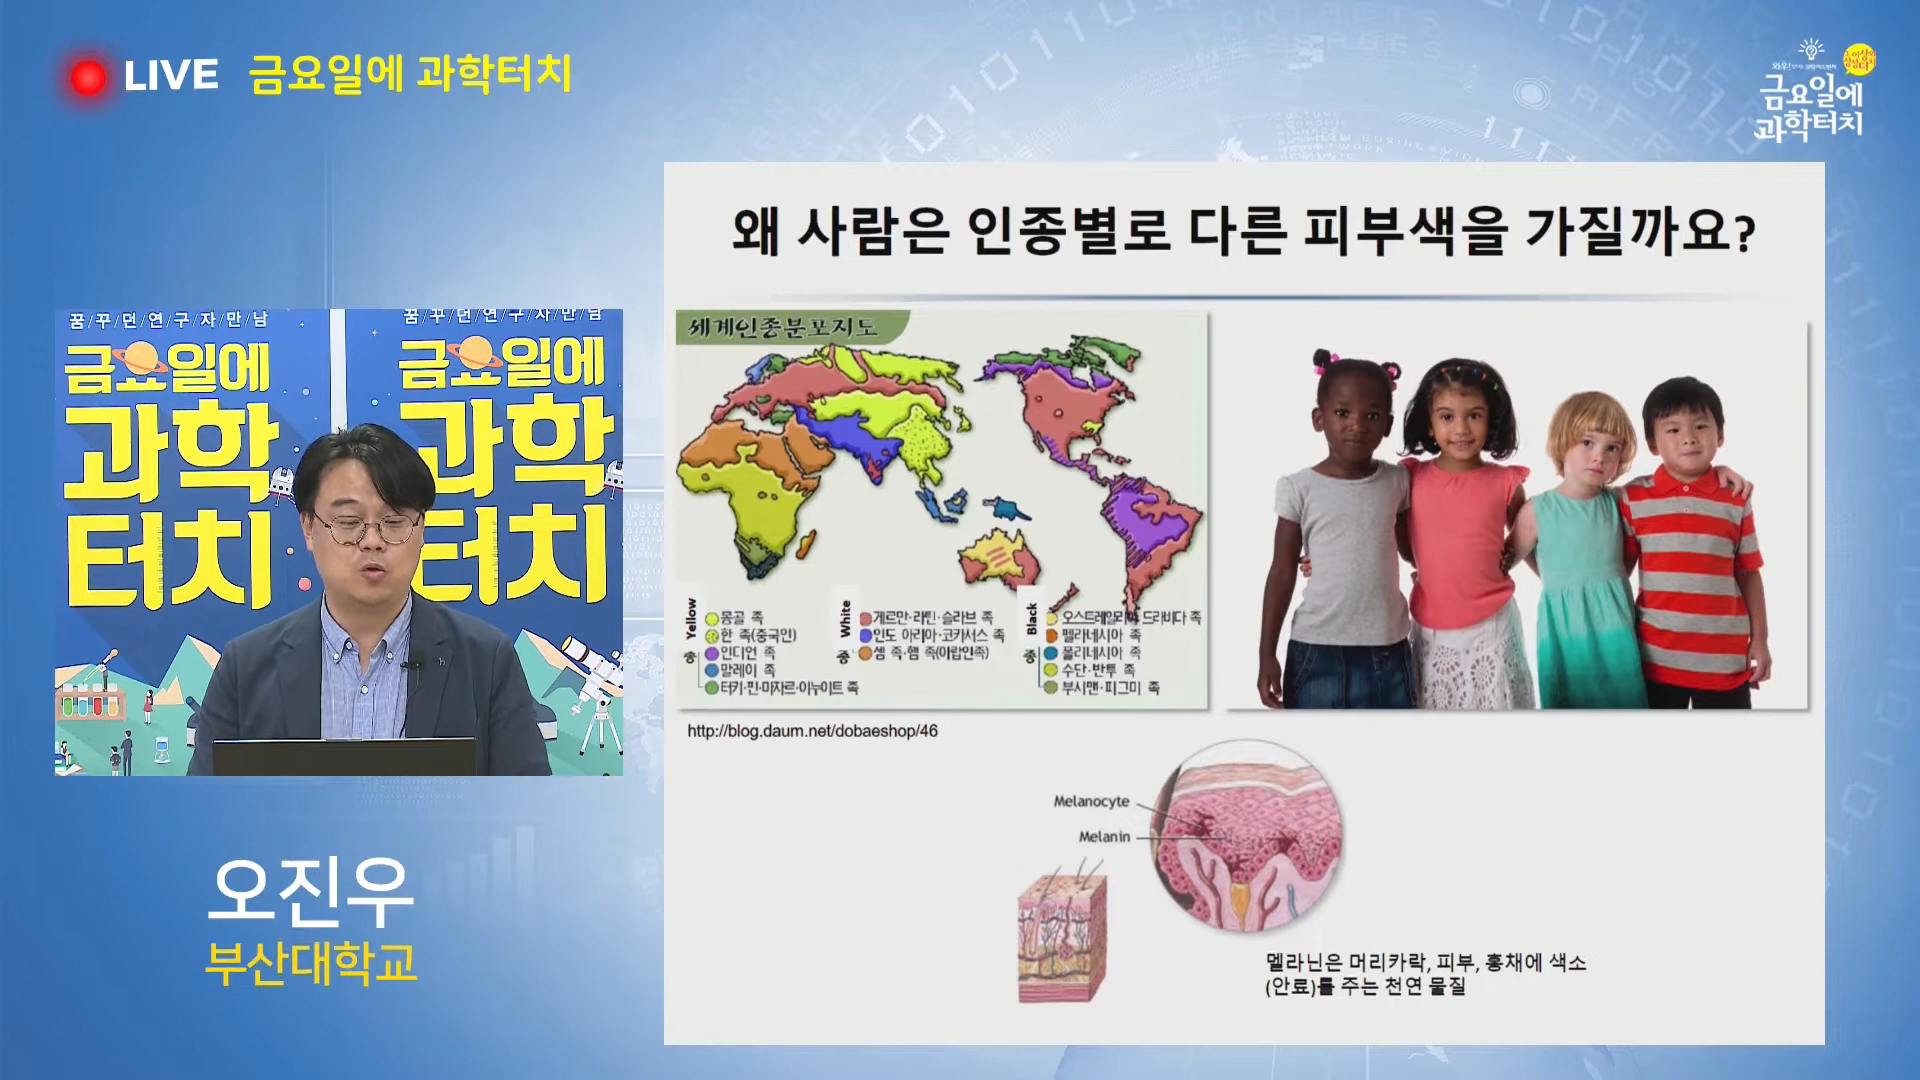 LIVE 금요일에 과학터치
금요일에
과학터치
꿈/꾸/던/연/구/자/만/남
금요일에
과학
터치
꿈/꾸/던/연/구/자/만/남
금요일에
과학
터치
오진우
부산대학교
왜 사람은 인종별로 다른 피부색을 가질까요?
세계인종분포지도
Yellow
몽골 족
한 족(중국인)
인디언 족
말레이 족
터키·핀·마자르·이누이트 족
White
게르만·라틴·슬라브 족
인도 아리아·코카서스 족
셈 족·햄 족(아랍인족)
Black
오스트레일리아 드라비다 족
멜라네시아 족
폴리네시아 족
수단·반투 족
부시맨·피그미 족
http://blog.daum.net/dobaeshop/46
Melanocyte
Melanin
멜라닌은 머리카락, 피부, 홍채에 색소
(안료)를 주는 천연 물질